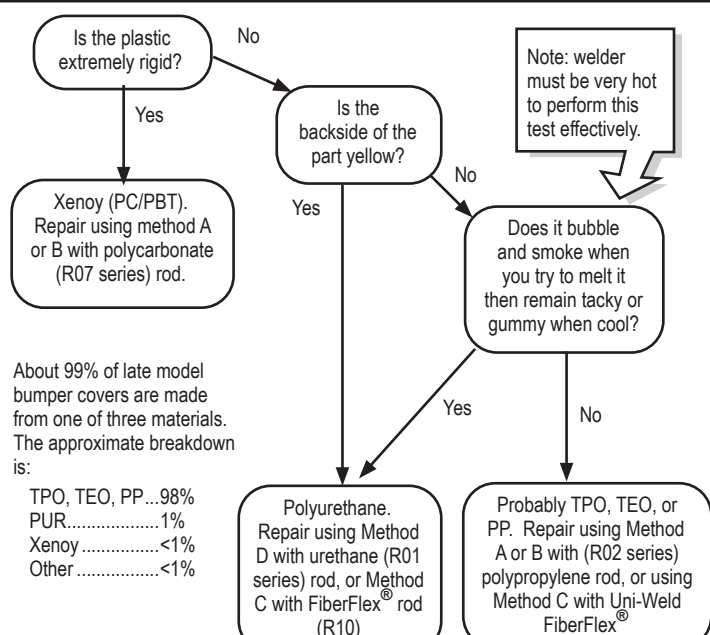 Is the plastic
extremely rigid?
No
Yes
Xenoy (PC/PBT).
Repair using method A
or B with polycarbonate
(R07 series) rod.
Is the
backside of the
part yellow?
No
Yes
Note: welder
must be very hot
to perform this
test effectively.
Does it bubble
and smoke when
you try to melt it
then remain tacky or
gummy when cool?
Yes
No
About 99% of late model
bumper covers are made
from one of three materials.
The approximate breakdown
is:
TPO, TEO, PP...98%
PUR..................1%
Xenoy ..............<1%
Other ................<1%
Polyurethane.
Repair using Method
D with urethane (R01
series) rod, or Method
C with FiberFlex® rod
(R10)
Probably TPO, TEO, or
PP. Repair using Method
A or B with (R02 series)
polypropylene rod, or using
Method C with Uni-Weld
FiberFlex®